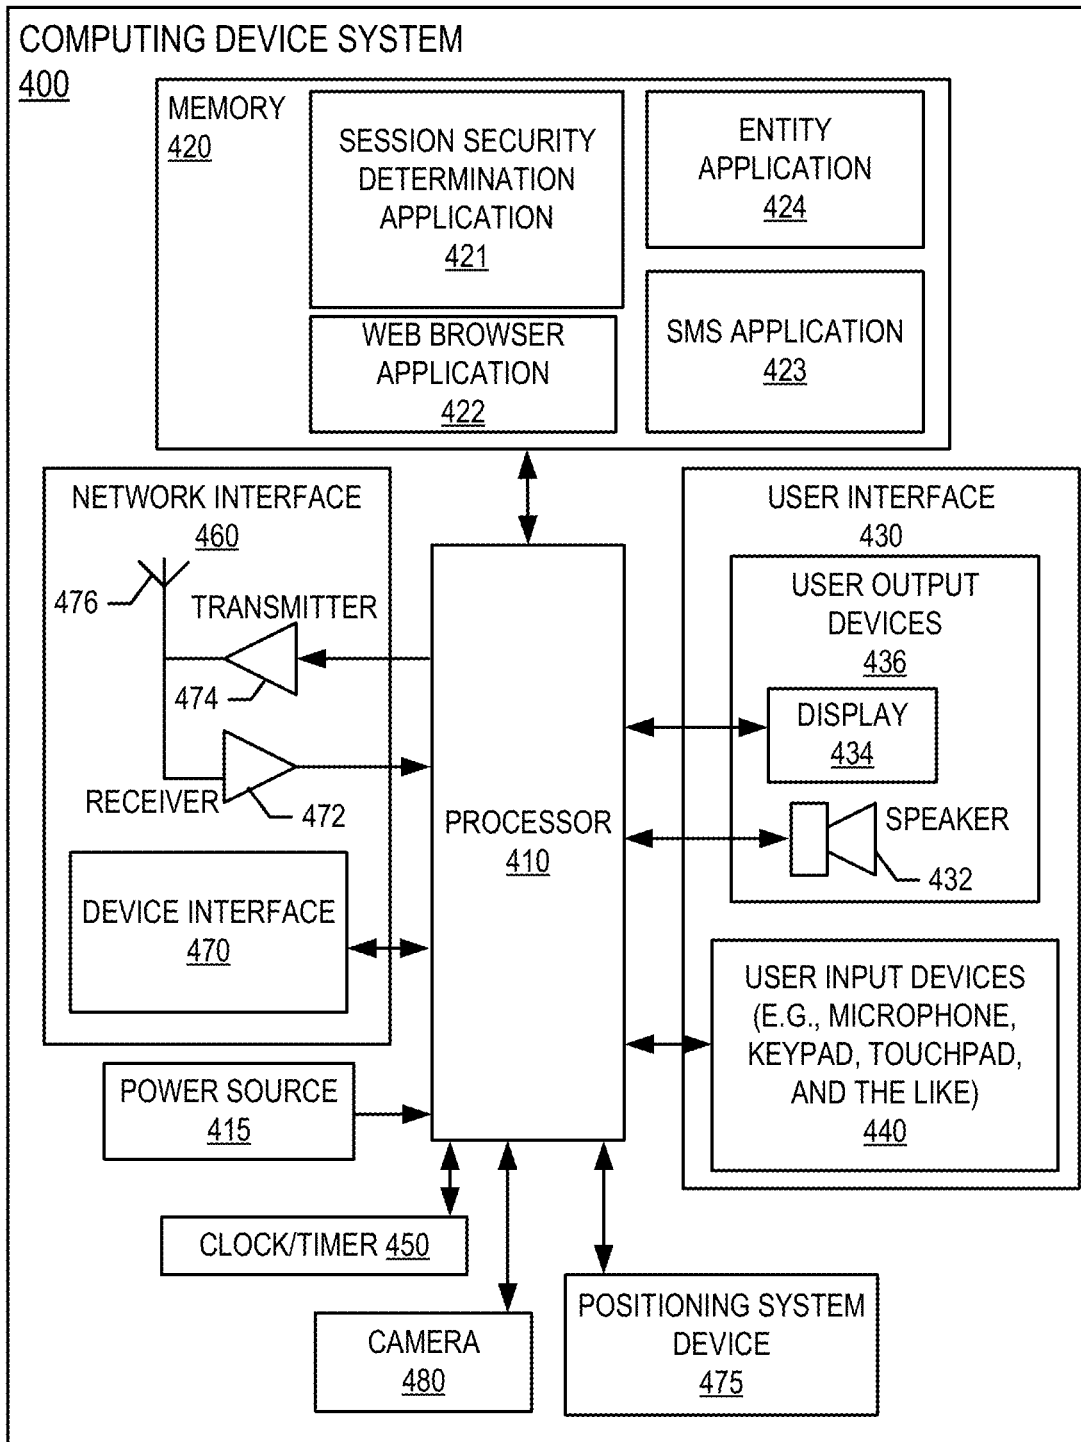 COMPUTING DEVICE SYSTEM
400
MEMORY
420
SESSION SECURITY
DETERMINATION
APPLICATION
421
ENTITY
APPLICATION
424
WEB BROWSER
APPLICATION
422
SMS APPLICATION
423
NETWORK INTERFACE
460
476
TRANSMITTER
474
RECEIVER
472
DEVICE INTERFACE
470
PROCESSOR
410
USER INTERFACE
430
USER OUTPUT
DEVICES
436
DISPLAY
434
SPEAKER
432
USER INPUT DEVICES
(E.G., MICROPHONE,
KEYPAD, TOUCHPAD,
AND THE LIKE)
440
POWER SOURCE
415
CLOCK/TIMER 450
CAMERA
480
POSITIONING SYSTEM
DEVICE
475